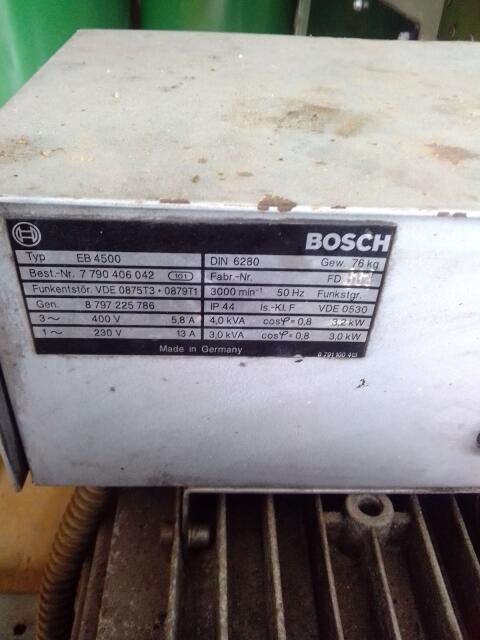 BOSCH
Typ EB 4500 DIN 6280 Gew. 76 kg
Best.-Nr. 7 790 406 042 101 Fabr.-Nr. FD
Funkentstör. VDE 0875T3 + 0879T1 3000 min⁻¹ 50 Hz Funkstgr.
Gen. 8 797 225 786 IP 44 Is.-Kl. F VDE 0530
3~ 400 V 5,8 A 4,0 kVA cosφ = 0,8 3,2 kW
1~ 230 V 13 A 3,0 kVA cosφ = 0,8 3,0 kW
Made in Germany